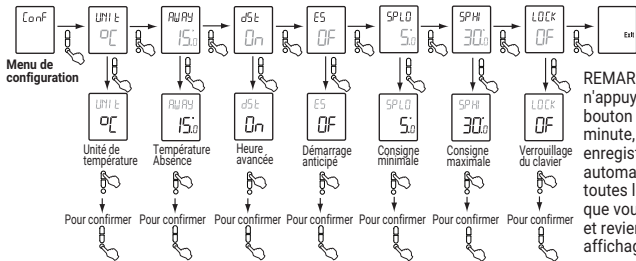 ConF
UNIt
°C
AWAY
15.0
dSt
On
ES
OF
SPLO
5.0
SPHI
30.0
LOCK
OF
Exit
Menu de
configuration
UNIt
°C
AWAY
15.0
dSt
On
ES
OF
SPLO
5.0
SPHI
30.0
LOCK
OF
Unité de
température
Température
Absence
Heure
avancée
Démarrage
anticipé
Consigne
minimale
Consigne
maximale
Verrouillage
du clavier
Pour confirmer
Pour confirmer
Pour confirmer
Pour confirmer
Pour confirmer
Pour confirmer
Pour confirmer
REMAR
n'appuy
bouton
minute,
enregist
automa
toutes l
que vou
et revier
affichag